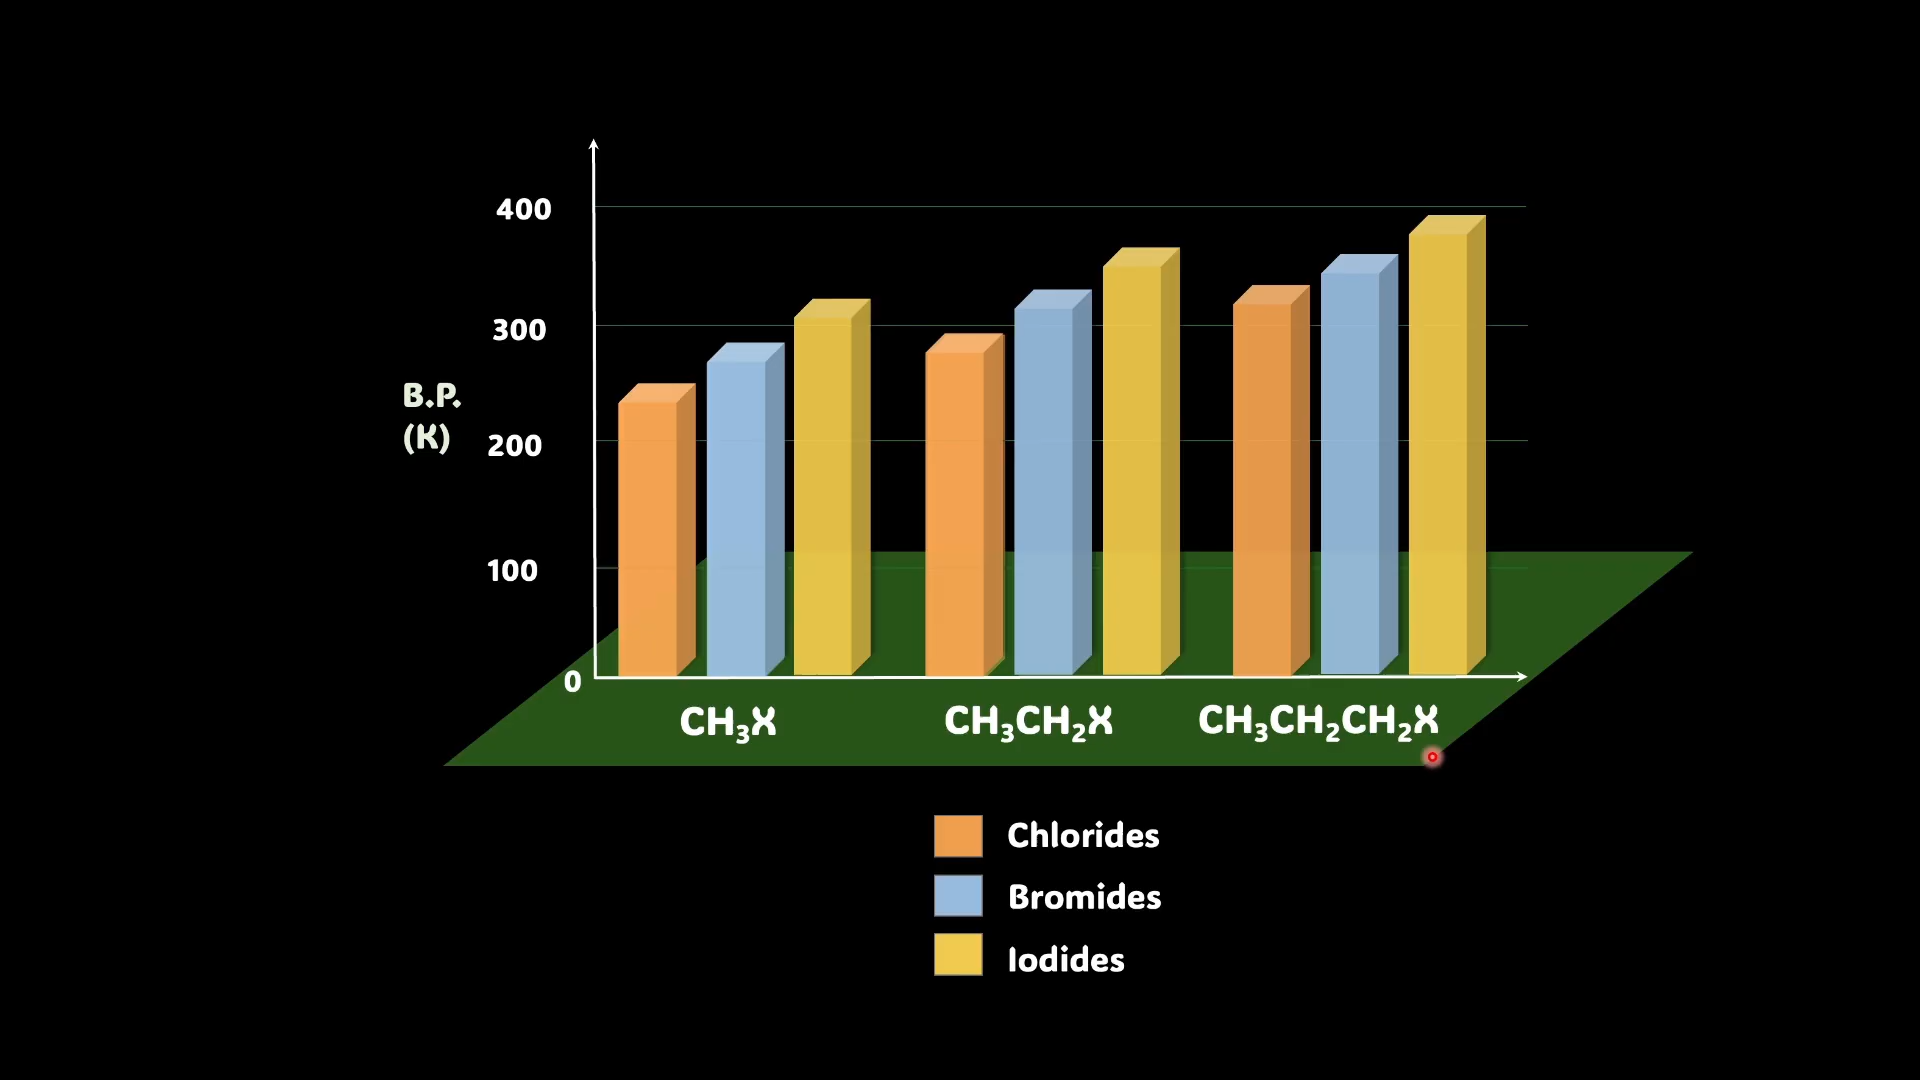 400
300
B.P.
(K)
200
100
0
CH₃X CH₃CH₂X CH₃CH₂CH₂X
Chlorides
Bromides
Iodides